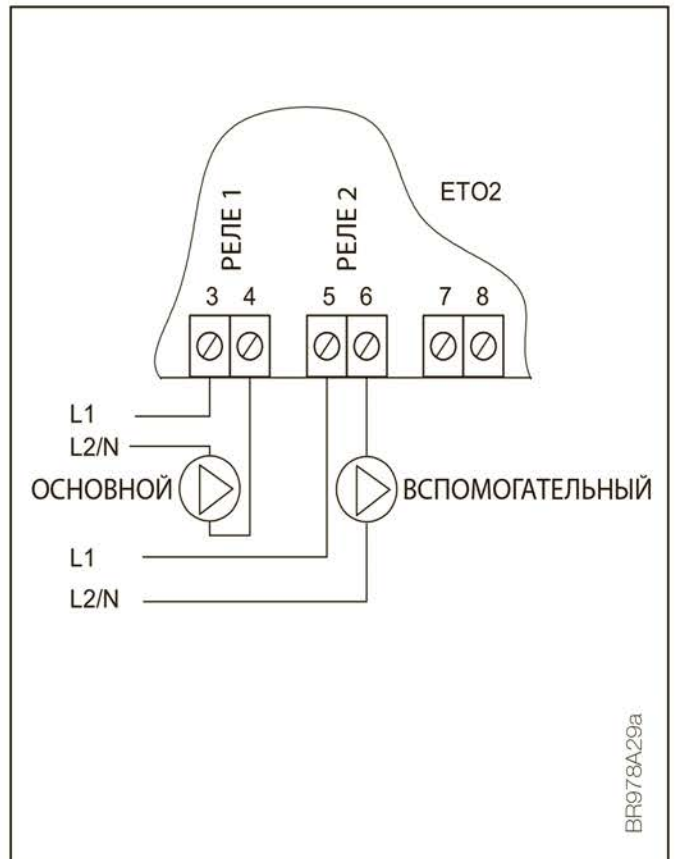 ETO2
РЕЛЕ 1
РЕЛЕ 2
3 4 5 6 7 8
L1
L2/N
ОСНОВНОЙ
ВСПОМОГАТЕЛЬНЫЙ
L1
L2/N
BR978A29a